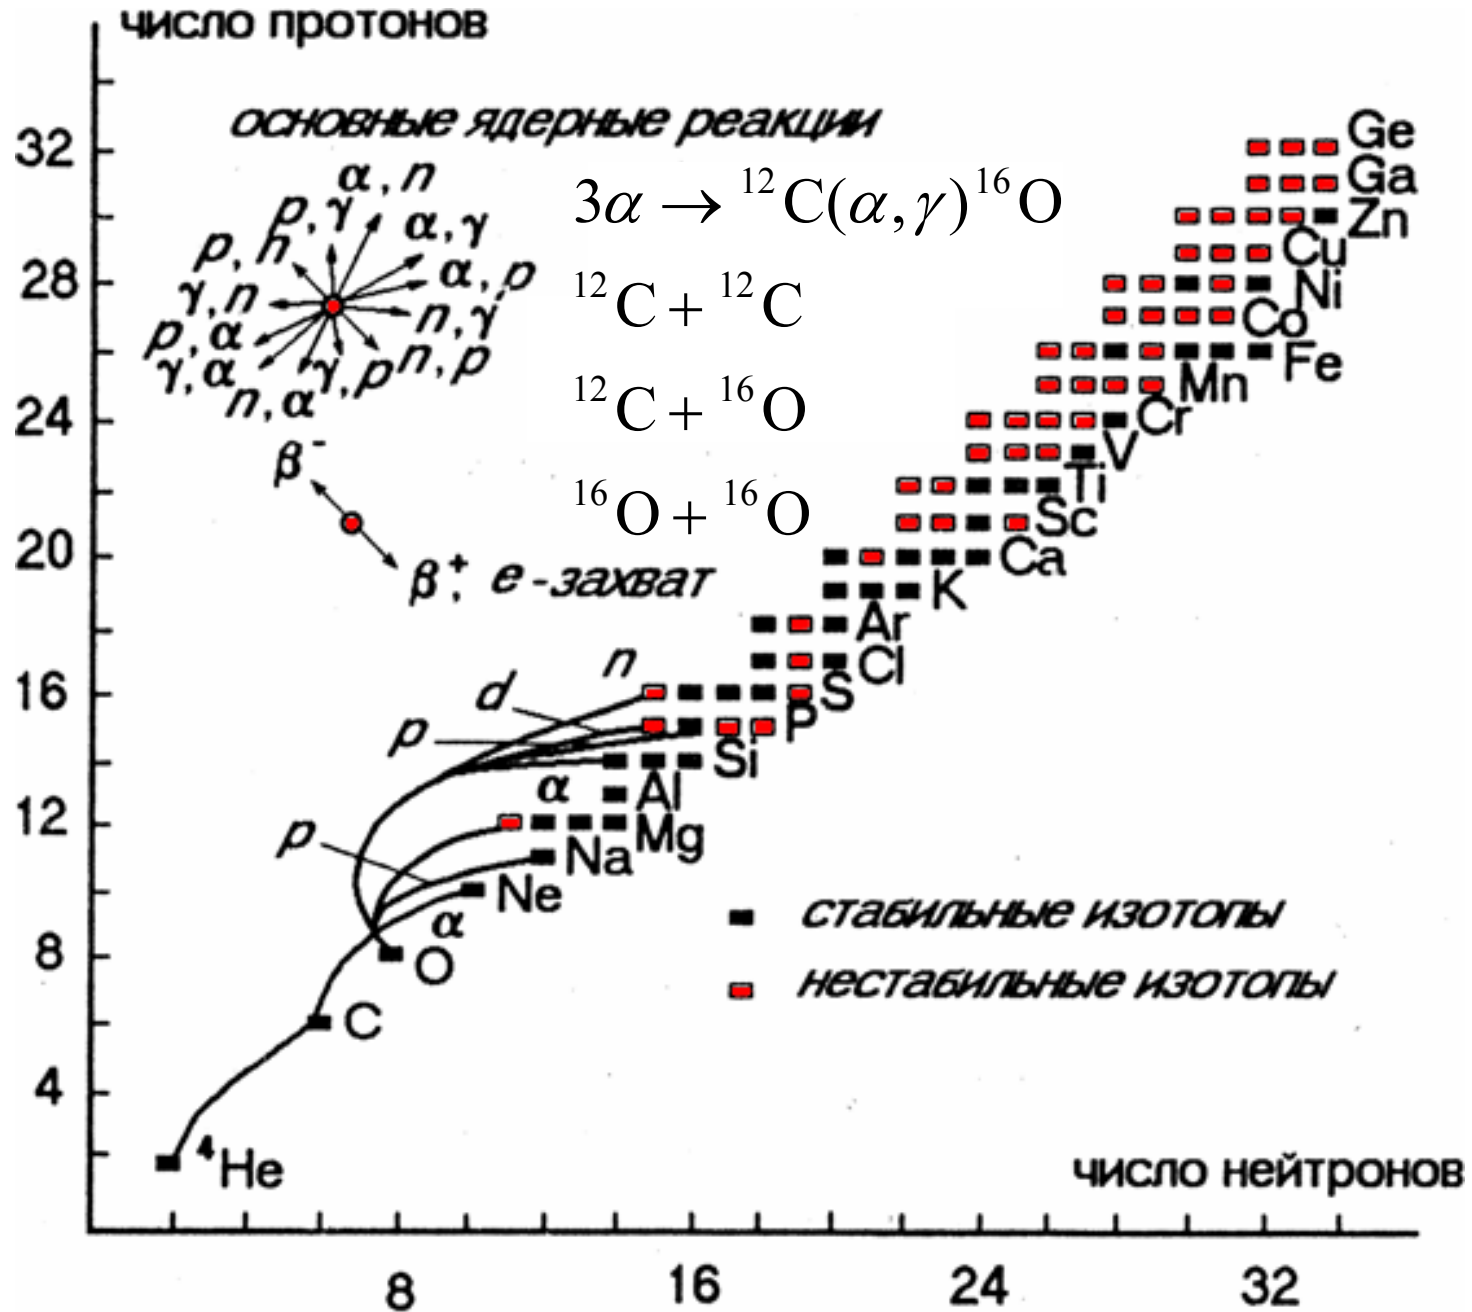 число протонов
основные ядерные реакции
α, n
p, γ
α, γ
p, n
α, p
γ, n
n, γ
p, α
n, p
γ, α
γ, p
n, α
3α → ¹²C(α, γ)¹⁶O
¹²C + ¹²C
¹²C + ¹⁶O
¹⁶O + ¹⁶O
β⁻
β⁺, e - захват
32
28
24
20
16
12
8
4
Ge
Ga
Zn
Cu
Ni
Co
Fe
Mn
Cr
V
Ti
Sc
Ca
K
Ar
Cl
n
S
d
P
p
Si
α
Al
p
Mg
Na
Ne
α
O
C
⁴He
стабильные изотопы
нестабильные изотопы
число нейтронов
8
16
24
32